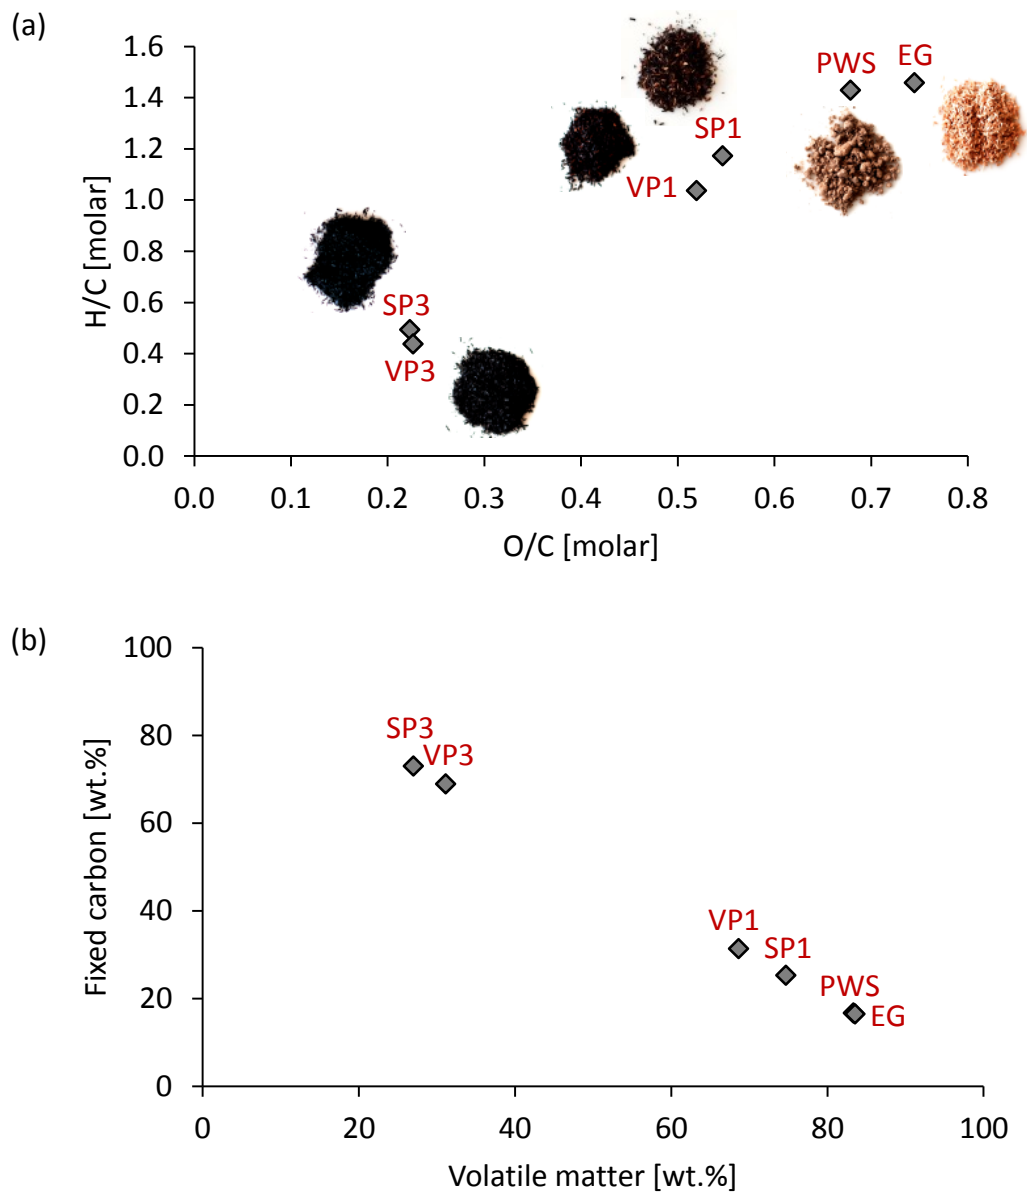 (a)
H/C [molar]
1.6
1.4
1.2
1.0
0.8
0.6
0.4
0.2
0.0
PWS
EG
SP1
VP1
SP3
VP3
0.0 0.1 0.2 0.3 0.4 0.5 0.6 0.7 0.8
O/C [molar]
(b)
Fixed carbon [wt.%]
100
80
60
40
20
0
SP3
VP3
VP1
SP1
PWS
EG
0 20 40 60 80 100
Volatile matter [wt.%]